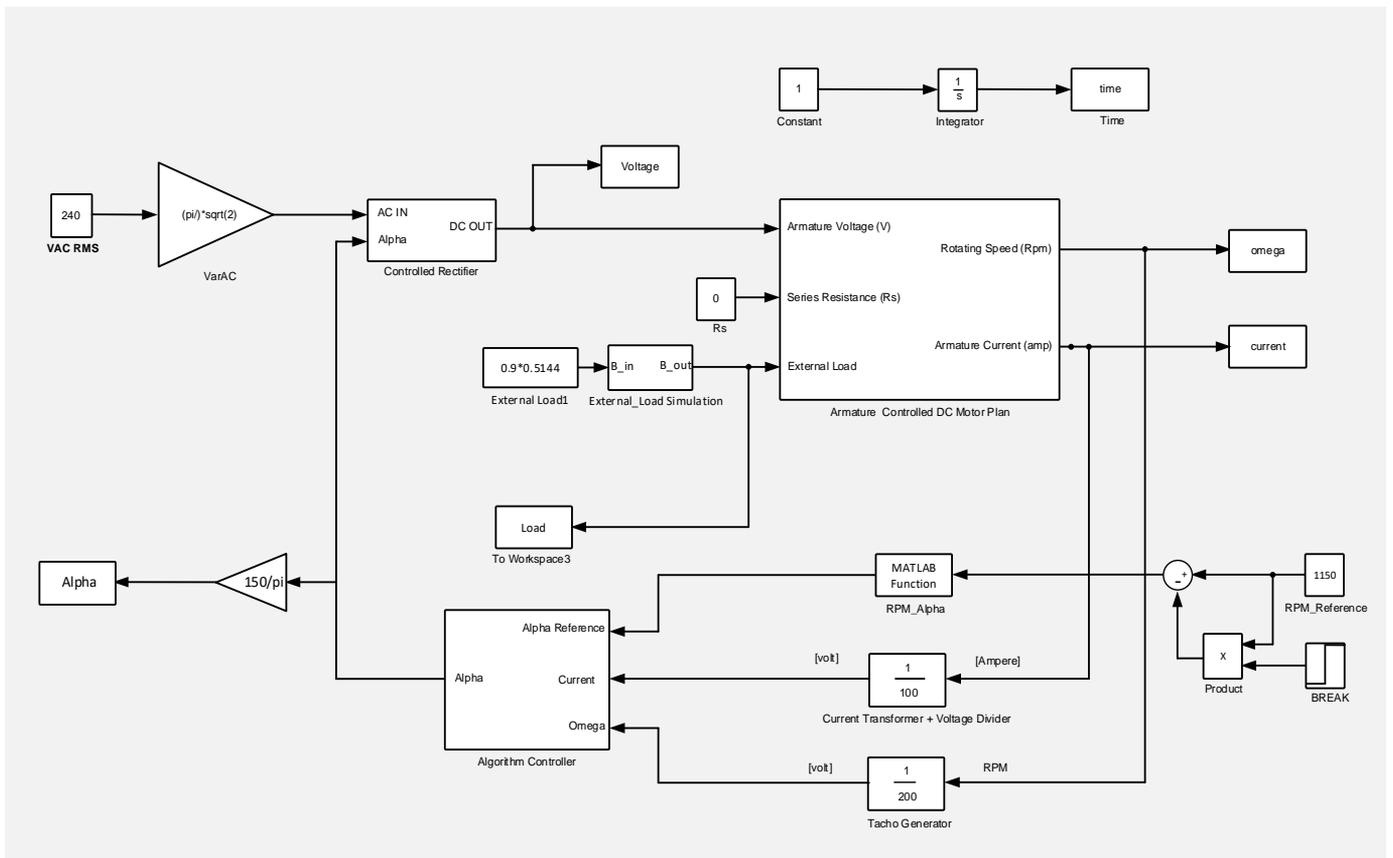 1
1
s
time
Constant
Integrator
Time
Voltage
240
(pi/)*sqrt(2)
AC IN
DC OUT
Alpha
VAC RMS
VarAC
Controlled Rectifier
Armature Voltage (V)
Rotating Speed (Rpm)
omega
0
Series Resistance (Rs)
Rs
Armature Current (amp)
current
0.9*0.5144
B_in
B_out
External Load
External Load1
External_Load Simulation
Armature Controlled DC Motor Plan
Load
To Workspace3
Alpha
150/pi
MATLAB
Function
RPM_Alpha
+
-
1150
RPM_Reference
Alpha Reference
Alpha
Current
Omega
Algorithm Controller
[volt]
1
100
[Ampere]
Current Transformer + Voltage Divider
X
Product
BREAK
[volt]
1
200
RPM
Tacho Generator